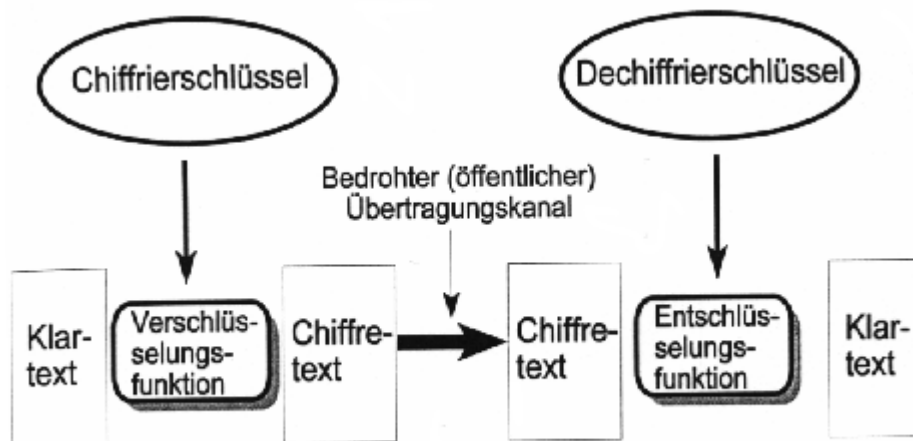 Chiffrierschlüssel
Dechiffrierschlüssel
Bedrohter (öffentlicher)
Übertragungskanal
Klar-
text
Verschlüs-
selungs-
funktion
Chiffre-
text
Chiffre-
text
Entschlüs-
selungs-
funktion
Klar-
text